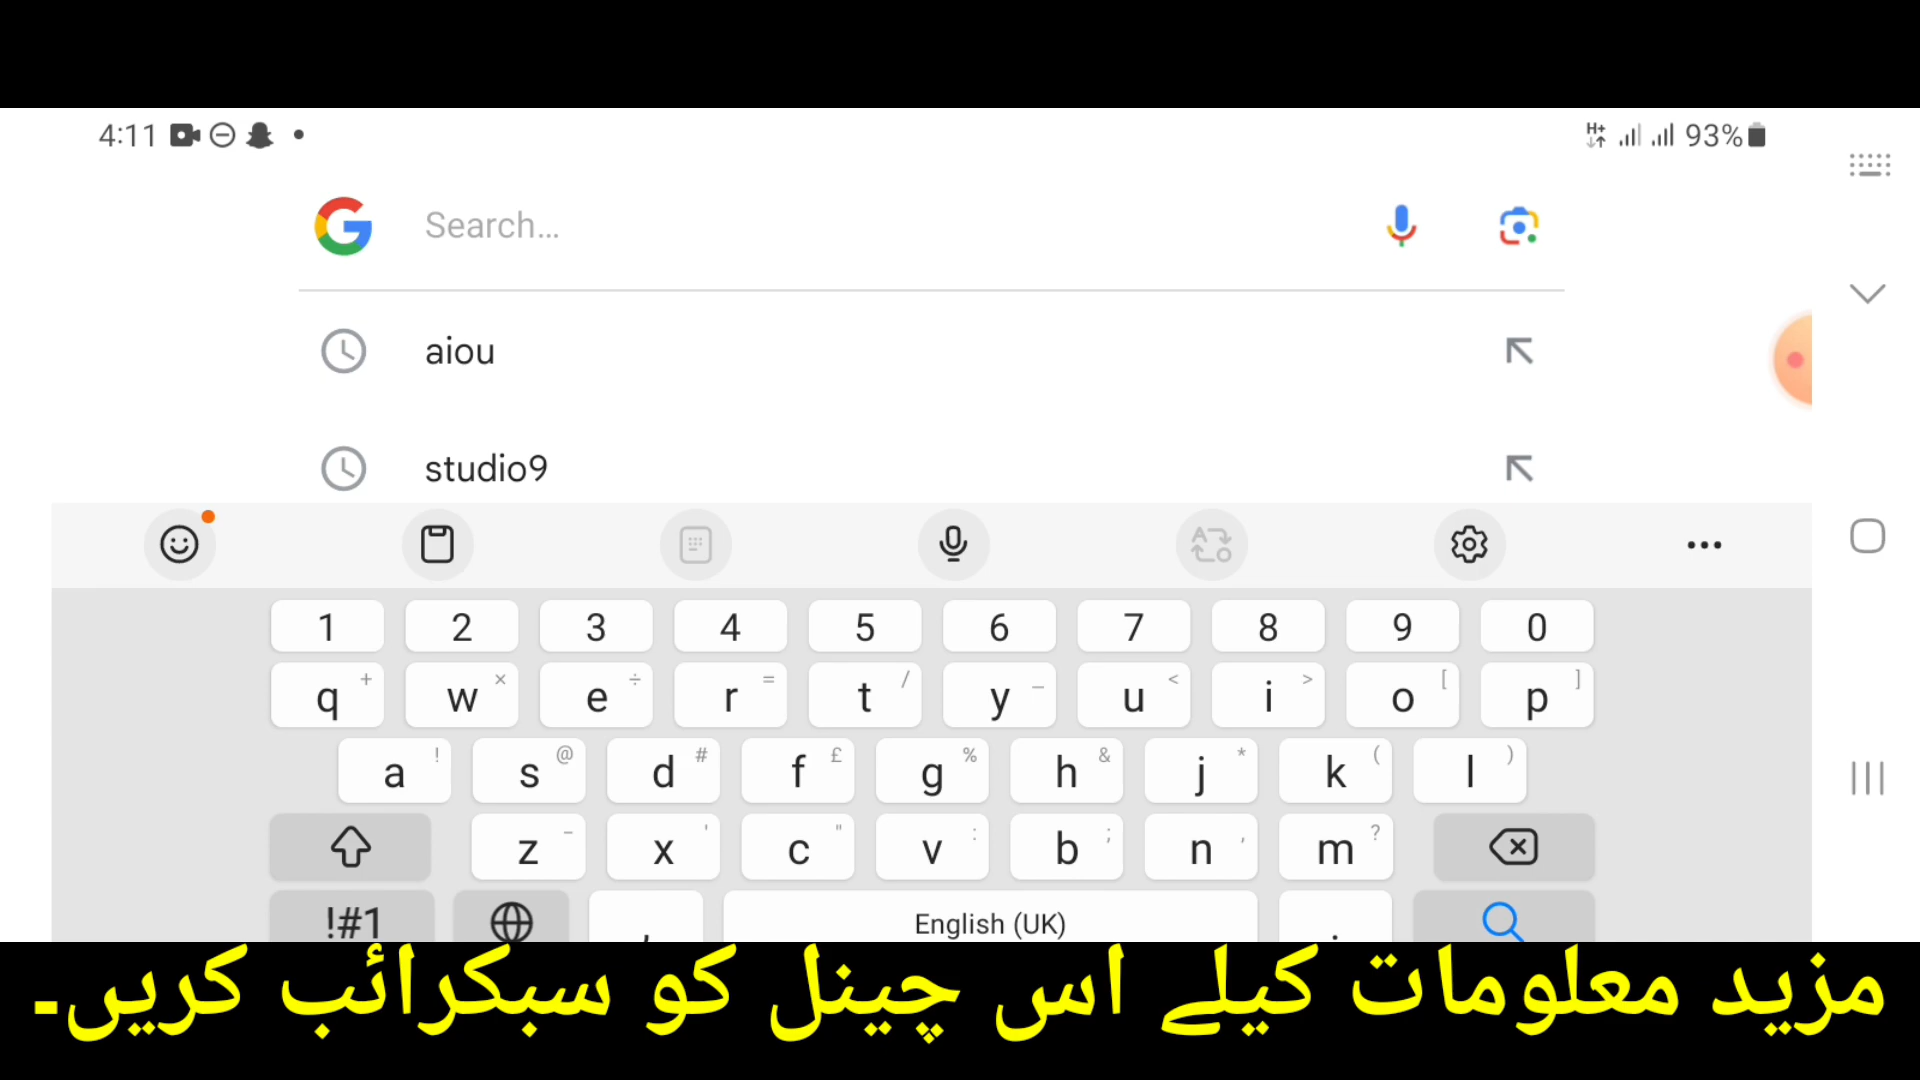 4:11
H+ 93%
Search...
aiou
studio9
1 2 3 4 5 6 7 8 9 0
q + w × e ÷ r = t / y _ u < i > o [ p ]
a ! s @ d # f £ g % h & j * k ( l )
z - x ' c " v : b ; n , m ?
!#1 , English (UK) .
مزید معلومات کیلے اس چینل کو سبکرائب کریں۔